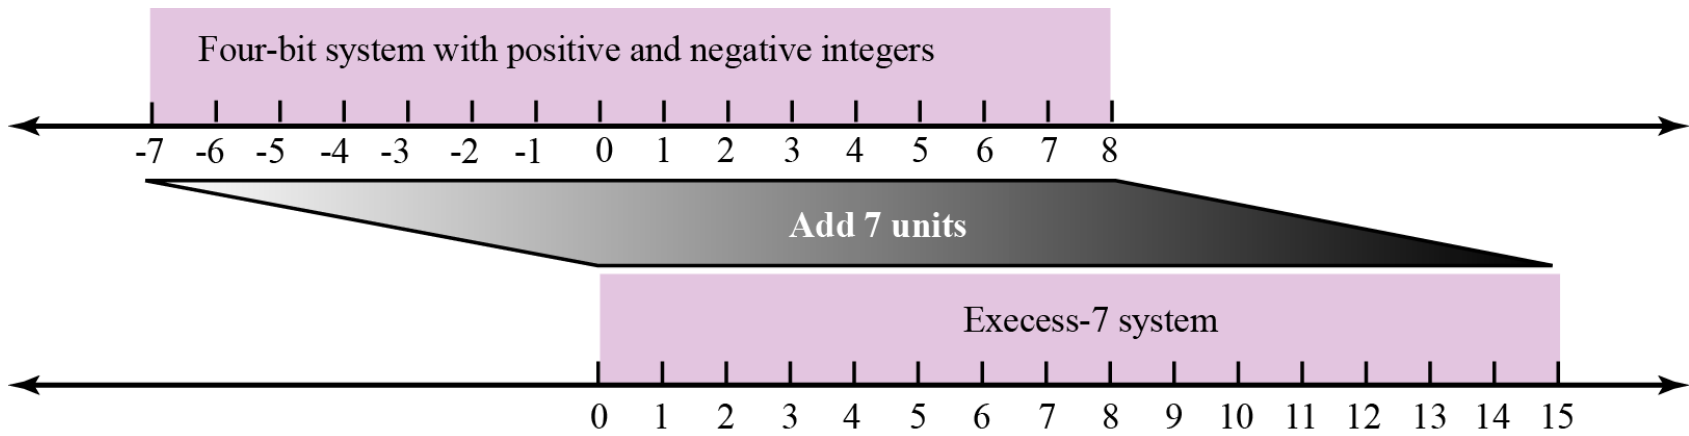 Four-bit system with positive and negative integers
-7 -6 -5 -4 -3 -2 -1 0 1 2 3 4 5 6 7 8
Add 7 units
Execess-7 system
0 1 2 3 4 5 6 7 8 9 10 11 12 13 14 15